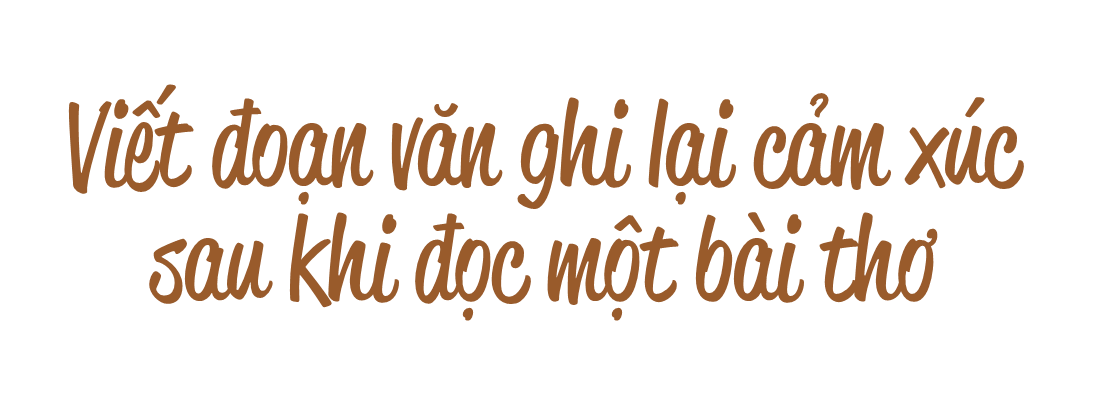 Viết đoạn văn ghi lại cảm xúc
sau khi đọc một bài thơ